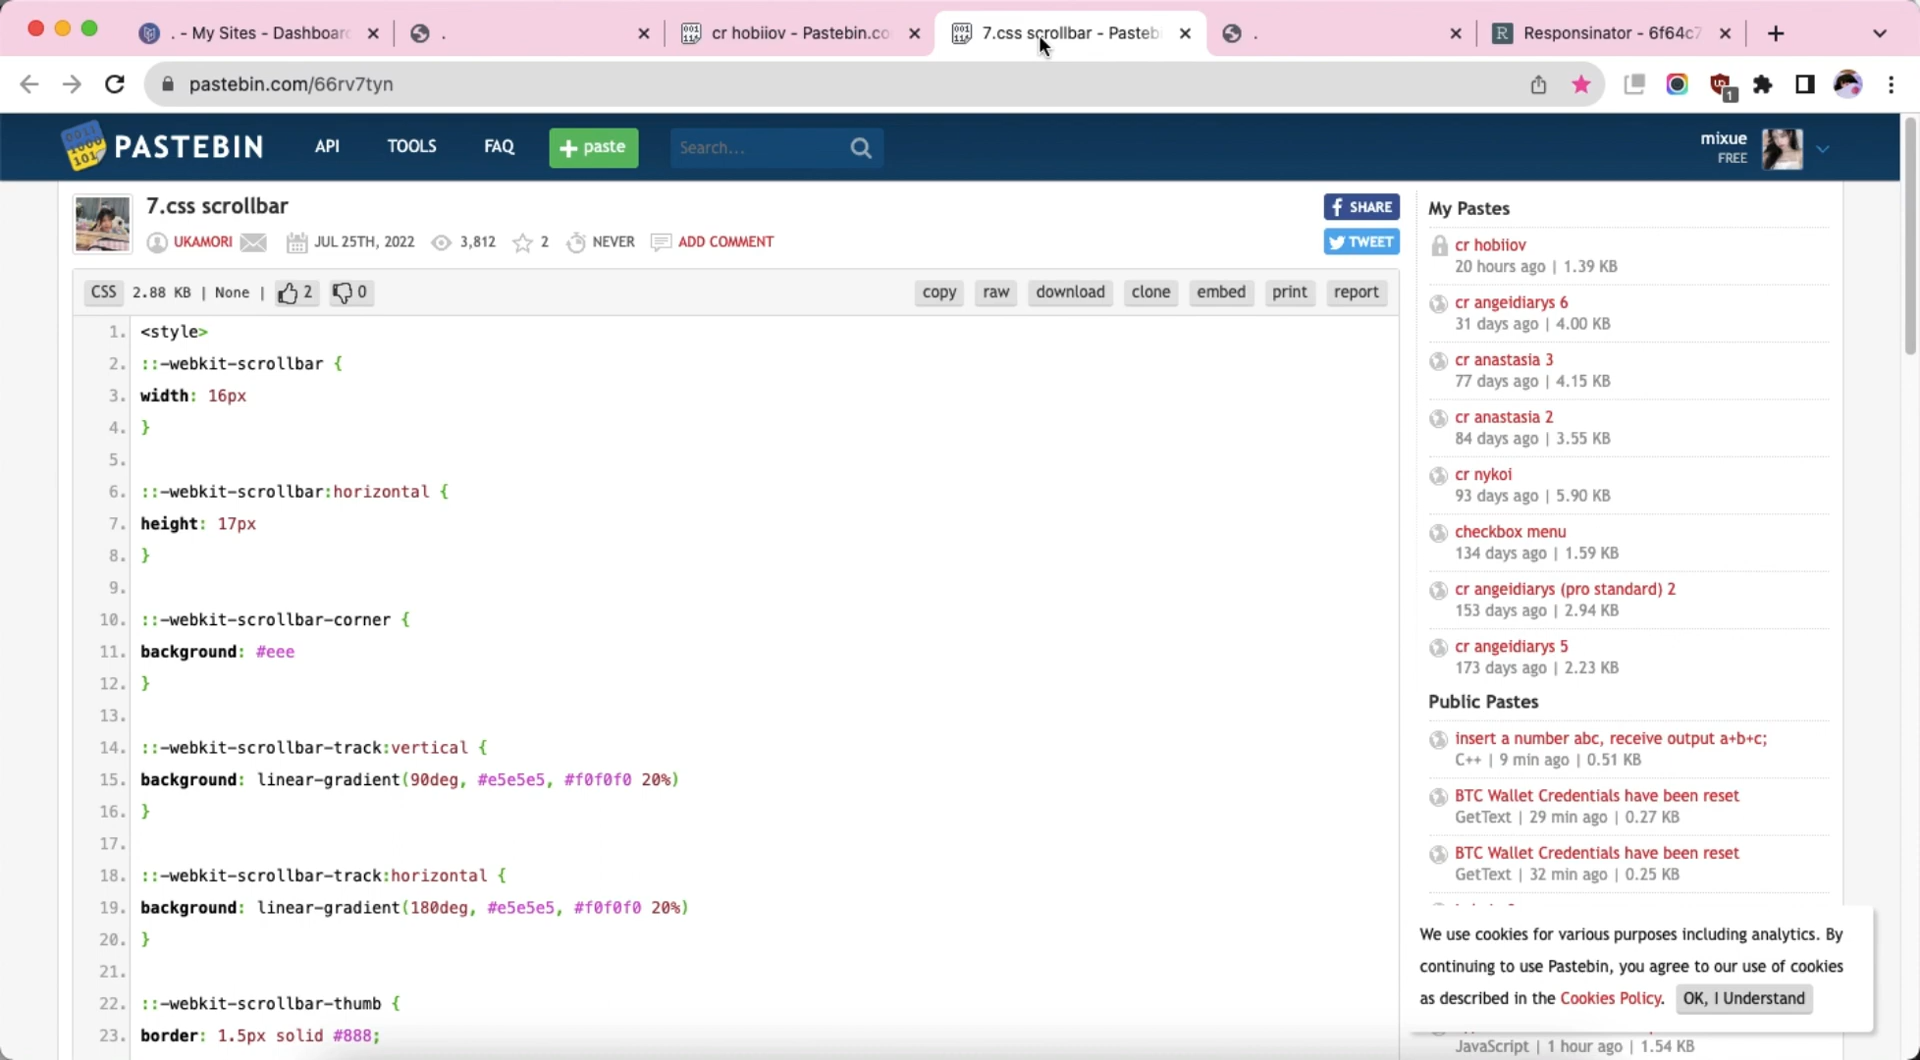 . - My Sites - Dashboard
.
cr hobiiov - Pastebin.co
7.css scrollbar - Pasteb
.
Responsinator - 6f64c7
pastebin.com/66rv7tyn
1
PASTEBIN
API
TOOLS
FAQ
+ paste
Search...
mixue
FREE
7.css scrollbar
UKAMORI
JUL 25TH, 2022
3,812
2
NEVER
ADD COMMENT
SHARE
TWEET
CSS 2.88 KB | None | 2 0
copy raw download clone embed print report
1. <style>
2. ::-webkit-scrollbar {
3. width: 16px
4. }
5.
6. ::-webkit-scrollbar:horizontal {
7. height: 17px
8. }
9.
10. ::-webkit-scrollbar-corner {
11. background: #eee
12. }
13.
14. ::-webkit-scrollbar-track:vertical {
15. background: linear-gradient(90deg, #e5e5e5, #f0f0f0 20%)
16. }
17.
18. ::-webkit-scrollbar-track:horizontal {
19. background: linear-gradient(180deg, #e5e5e5, #f0f0f0 20%)
20. }
21.
22. ::-webkit-scrollbar-thumb {
23. border: 1.5px solid #888;
My Pastes
cr hobiiov
20 hours ago | 1.39 KB
cr angeidiarys 6
31 days ago | 4.00 KB
cr anastasia 3
77 days ago | 4.15 KB
cr anastasia 2
84 days ago | 3.55 KB
cr nykoi
93 days ago | 5.90 KB
checkbox menu
134 days ago | 1.59 KB
cr angeidiarys (pro standard) 2
153 days ago | 2.94 KB
cr angeidiarys 5
173 days ago | 2.23 KB
Public Pastes
insert a number abc, receive output a+b+c;
C++ | 9 min ago | 0.51 KB
BTC Wallet Credentials have been reset
GetText | 29 min ago | 0.27 KB
BTC Wallet Credentials have been reset
GetText | 32 min ago | 0.25 KB
We use cookies for various purposes including analytics. By
continuing to use Pastebin, you agree to our use of cookies
as described in the Cookies Policy. OK, I Understand
JavaScript | 1 hour ago | 1.54 KB